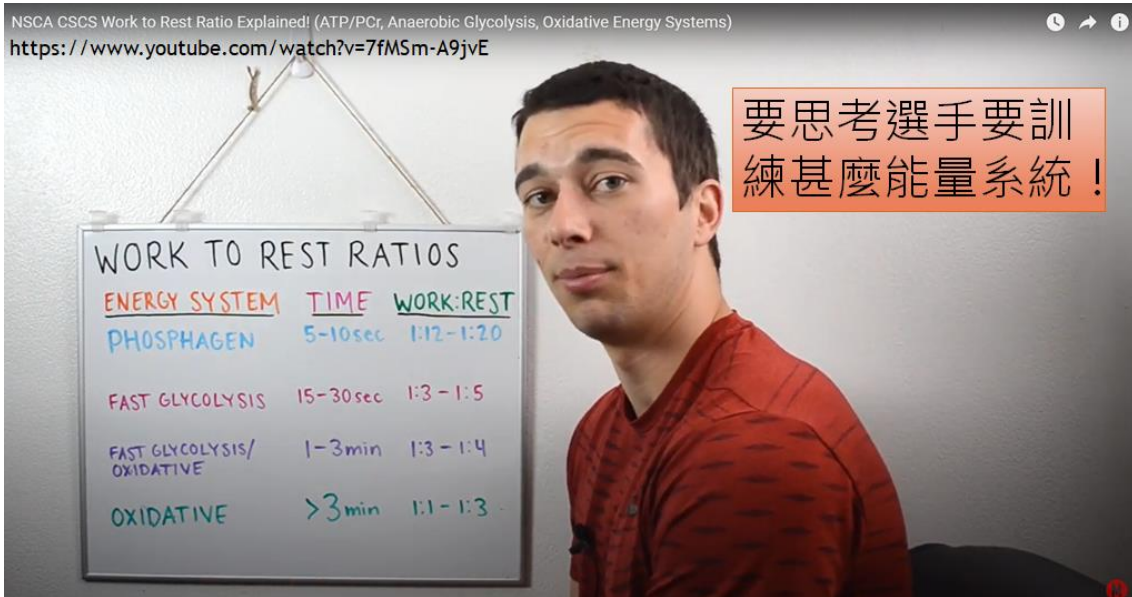 NSCA CSCS Work to Rest Ratio Explained! (ATP/PCr, Anaerobic Glycolysis, Oxidative Energy Systems)
https://www.youtube.com/watch?v=7fMSm-A9jvE
要思考選手要訓
練甚麼能量系統！
WORK TO REST RATIOS
ENERGY SYSTEM TIME WORK:REST
PHOSPHAGEN 5-10sec 1:12-1:20
FAST GLYCOLYSIS 15-30sec 1:3-1:5
FAST GLYCOLYSIS/ 1-3min 1:3-1:4
OXIDATIVE
OXIDATIVE >3min 1:1-1:3